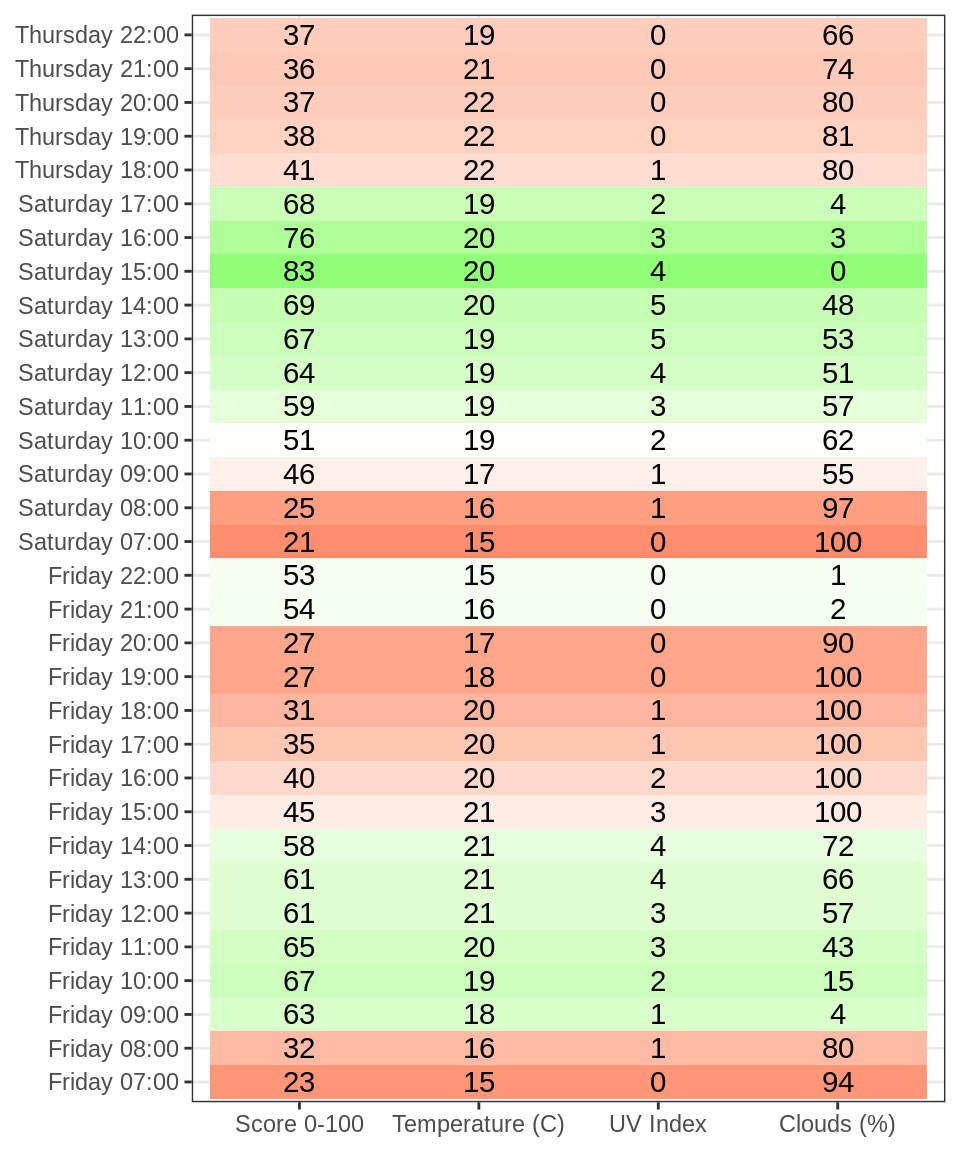 Thursday 22:00 37 19 0 66
Thursday 21:00 36 21 0 74
Thursday 20:00 37 22 0 80
Thursday 19:00 38 22 0 81
Thursday 18:00 41 22 1 80
Saturday 17:00 68 19 2 4
Saturday 16:00 76 20 3 3
Saturday 15:00 83 20 4 0
Saturday 14:00 69 20 5 48
Saturday 13:00 67 19 5 53
Saturday 12:00 64 19 4 51
Saturday 11:00 59 19 3 57
Saturday 10:00 51 19 2 62
Saturday 09:00 46 17 1 55
Saturday 08:00 25 16 1 97
Saturday 07:00 21 15 0 100
Friday 22:00 53 15 0 1
Friday 21:00 54 16 0 2
Friday 20:00 27 17 0 90
Friday 19:00 27 18 0 100
Friday 18:00 31 20 1 100
Friday 17:00 35 20 1 100
Friday 16:00 40 20 2 100
Friday 15:00 45 21 3 100
Friday 14:00 58 21 4 72
Friday 13:00 61 21 4 66
Friday 12:00 61 21 3 57
Friday 11:00 65 20 3 43
Friday 10:00 67 19 2 15
Friday 09:00 63 18 1 4
Friday 08:00 32 16 1 80
Friday 07:00 23 15 0 94
Score 0-100 Temperature (C) UV Index Clouds (%)